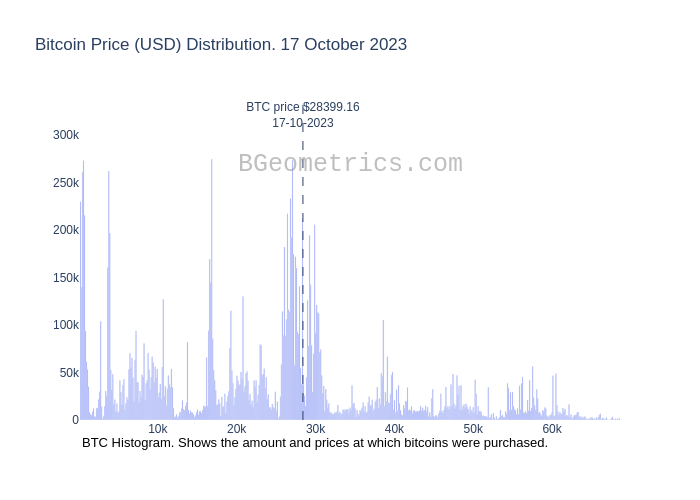 Bitcoin Price (USD) Distribution. 17 October 2023
BTC price $28399.16
17-10-2023
BGeometrics.com
300k
250k
200k
150k
100k
50k
0
10k 20k 30k 40k 50k 60k
BTC Histogram. Shows the amount and prices at which bitcoins were purchased.